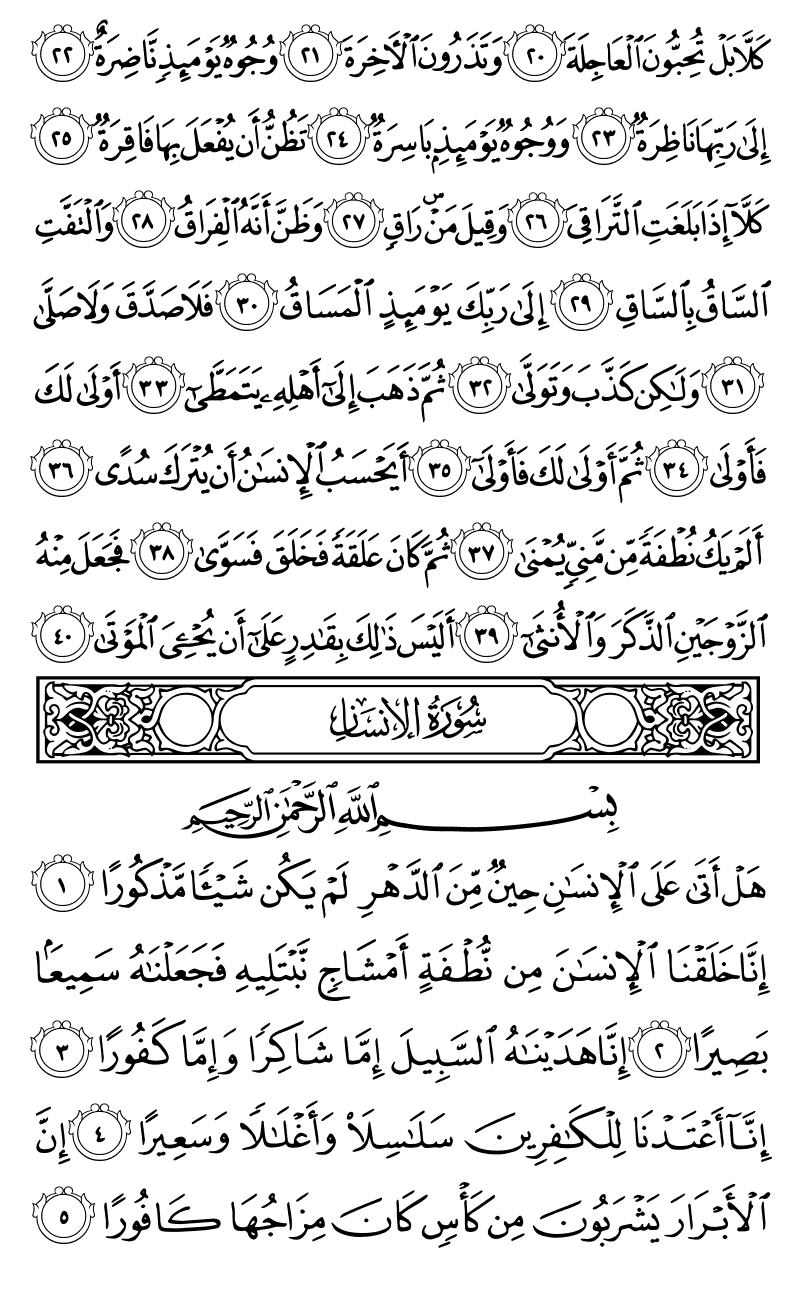 كَلَّا بَلْ تُحِبُّونَ ٱلْعَاجِلَةَ ٢٠ وَتَذَرُونَ ٱلْأَخِرَةَ ٢١ وُجُوهٌ يَوْمَئِذٍ نَّاضِرَةٌ ٢٢
إِلَىٰ رَبِّهَا نَاظِرَةٌ ٢٣ وَوُجُوهٌ يَوْمَئِذٍۭ بَاسِرَةٌ ٢٤ تَظُنُّ أَن يُفْعَلَ بِهَا فَاقِرَةٌ ٢٥
كَلَّآ إِذَا بَلَغَتِ ٱلتَّرَاقِىَ ٢٦ وَقِيلَ مَنْ ۜ رَاقٍ ٢٧ وَظَنَّ أَنَّهُ ٱلْفِرَاقُ ٢٨ وَٱلْتَفَّتِ
ٱلسَّاقُ بِٱلسَّاقِ ٢٩ إِلَىٰ رَبِّكَ يَوْمَئِذٍ ٱلْمَسَاقُ ٣٠ فَلَا صَدَّقَ وَلَا صَلَّىٰ
٣١ وَلَٰكِن كَذَّبَ وَتَوَلَّىٰ ٣٢ ثُمَّ ذَهَبَ إِلَىٰٓ أَهْلِهِۦ يَتَمَطَّىٰٓ ٣٣ أَوْلَىٰ لَكَ
فَأَوْلَىٰ ٣٤ ثُمَّ أَوْلَىٰ لَكَ فَأَوْلَىٰٓ ٣٥ أَيَحْسَبُ ٱلْإِنسَٰنُ أَن يُتْرَكَ سُدًى ٣٦
أَلَمْ يَكُ نُطْفَةً مِّن مَّنِىٍّ يُمْنَىٰ ٣٧ ثُمَّ كَانَ عَلَقَةً فَخَلَقَ فَسَوَّىٰ ٣٨ فَجَعَلَ مِنْهُ
ٱلزَّوْجَيْنِ ٱلذَّكَرَ وَٱلْأُنثَىٰٓ ٣٩ أَلَيْسَ ذَٰلِكَ بِقَٰدِرٍ عَلَىٰٓ أَن يُحْـِۧىَ ٱلْمَوْتَىٰ ٤٠
سُورَةُ الإِنسَانِ
بِسْمِ ٱللَّهِ ٱلرَّحْمَٰنِ ٱلرَّحِيمِ
هَلْ أَتَىٰ عَلَى ٱلْإِنسَٰنِ حِينٌ مِّنَ ٱلدَّهْرِ لَمْ يَكُن شَيْـًٔا مَّذْكُورًا ١
إِنَّا خَلَقْنَا ٱلْإِنسَٰنَ مِن نُّطْفَةٍ أَمْشَاجٍ نَّبْتَلِيهِ فَجَعَلْنَٰهُ سَمِيعًۢا
بَصِيرًا ٢ إِنَّا هَدَيْنَٰهُ ٱلسَّبِيلَ إِمَّا شَاكِرًا وَإِمَّا كَفُورًا ٣
إِنَّآ أَعْتَدْنَا لِلْكَٰفِرِينَ سَلَٰسِلَا۟ وَأَغْلَٰلًا وَسَعِيرًا ٤ إِنَّ
ٱلْأَبْرَارَ يَشْرَبُونَ مِن كَأْسٍ كَانَ مِزَاجُهَا كَافُورًا ٥